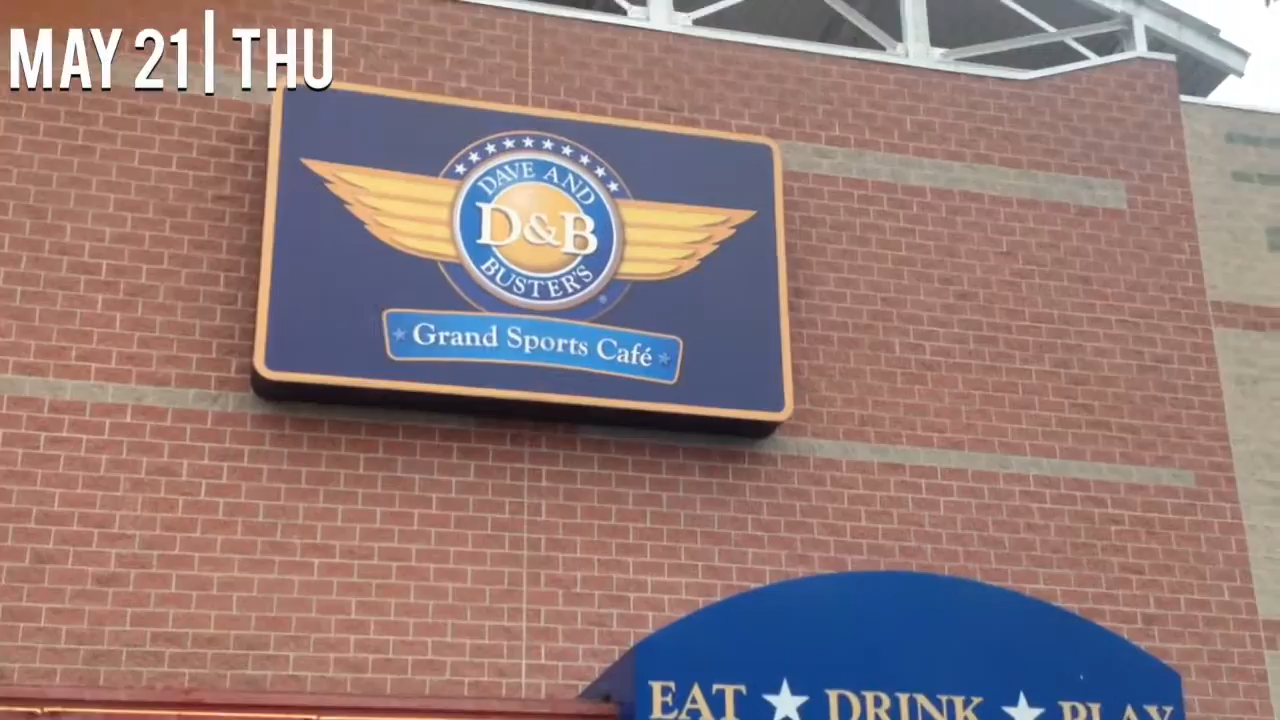 MAY 21 | THU
DAVE AND
D&B
BUSTER'S
Grand Sports Café
EAT ★ DRINK ★ PLAY